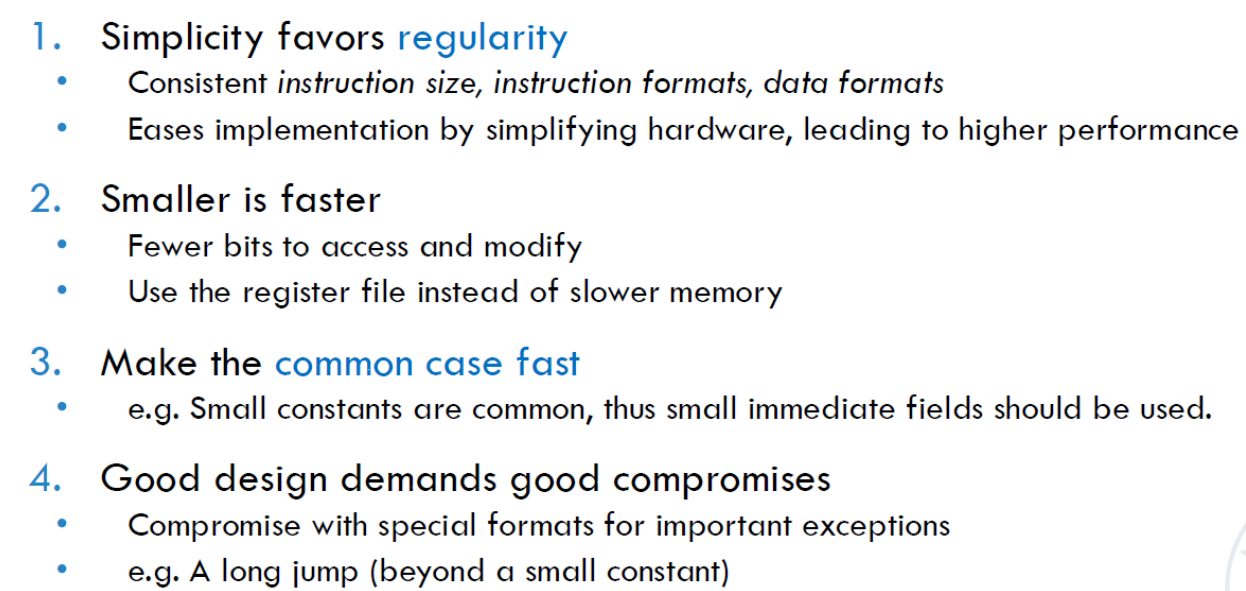 1. Simplicity favors regularity
• Consistent instruction size, instruction formats, data formats
• Eases implementation by simplifying hardware, leading to higher performance
2. Smaller is faster
• Fewer bits to access and modify
• Use the register file instead of slower memory
3. Make the common case fast
• e.g. Small constants are common, thus small immediate fields should be used.
4. Good design demands good compromises
• Compromise with special formats for important exceptions
• e.g. A long jump (beyond a small constant)